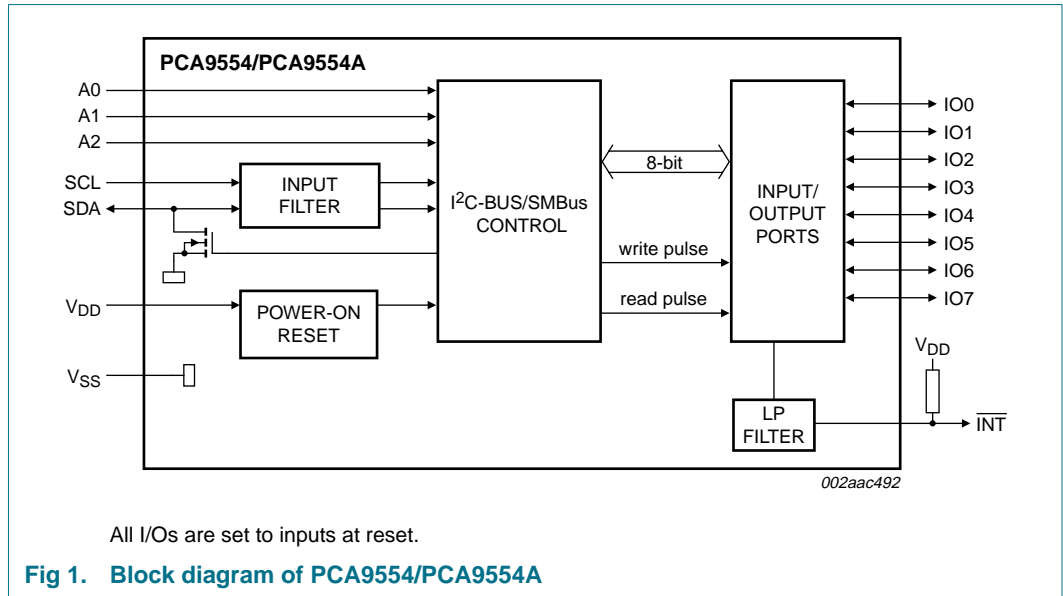 PCA9554/PCA9554A
A0
A1
A2
SCL
SDA
VDD
VSS
INPUT
FILTER
POWER-ON
RESET
I2C-BUS/SMBus
CONTROL
8-bit
write pulse
read pulse
INPUT/
OUTPUT
PORTS
LP
FILTER
IO0
IO1
IO2
IO3
IO4
IO5
IO6
IO7
VDD
INT
002aac492
All I/Os are set to inputs at reset.
Fig 1. Block diagram of PCA9554/PCA9554A